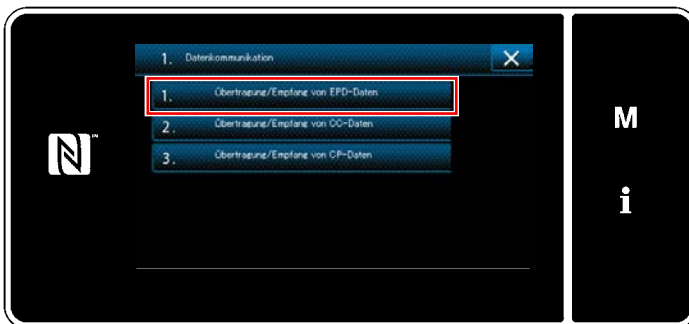 1. Datenkommunikation
1. Übertragung/Empfang von EPD-Daten
2. Übertragung/Empfang von CC-Daten
3. Übertragung/Empfang von CP-Daten
N™
M
i